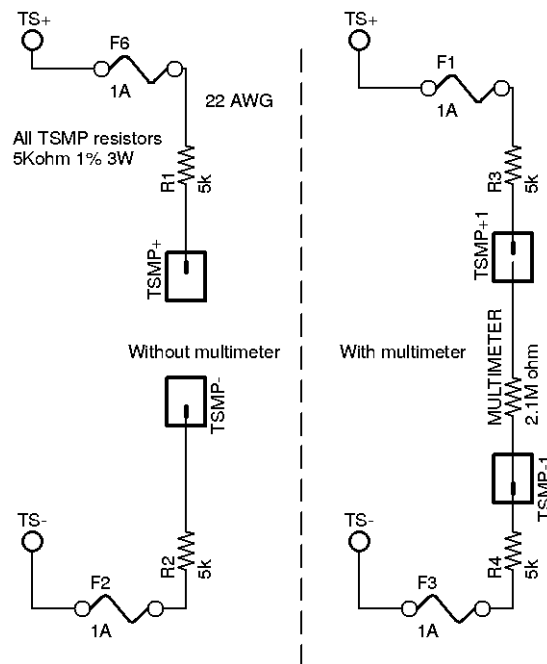 TS+
F6
1A
22 AWG
All TSMP resistors
5Kohm 1% 3W
R1
5k
TSMP+
Without multimeter
TSMP-
TS-
R2
5k
F2
1A
TS+
F1
1A
R3
5k
TSMP+1
With multimeter
MULTIMETER
2.1M ohm
TSMP-1
TS-
R4
5k
F3
1A